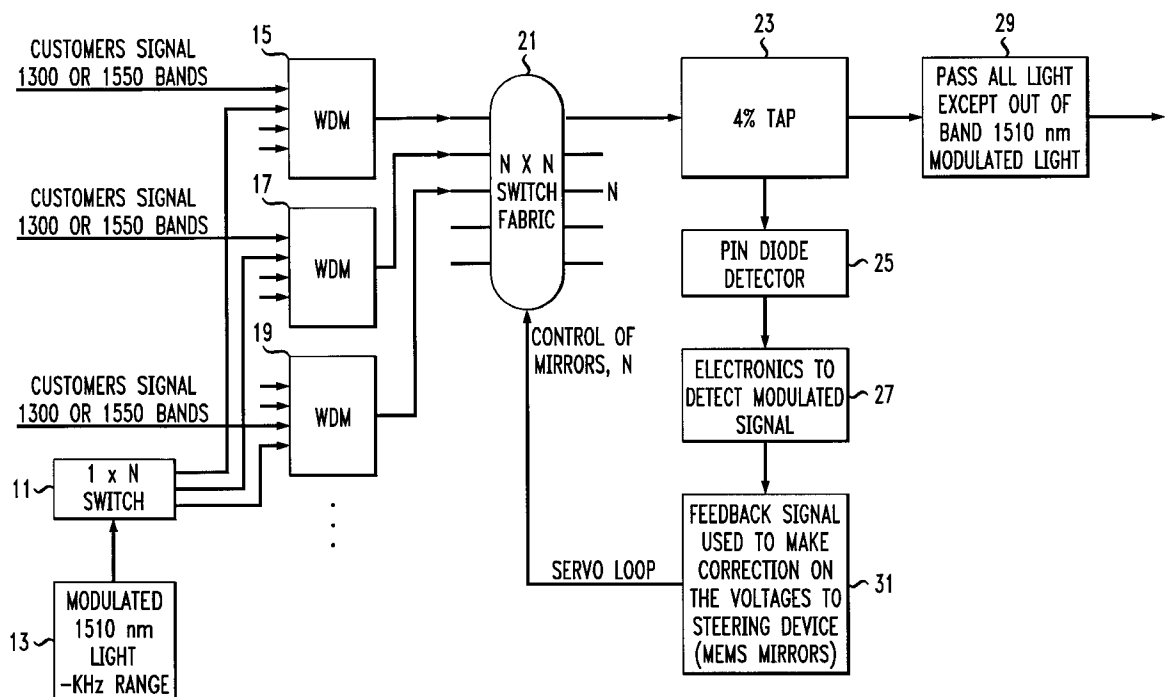 CUSTOMERS SIGNAL
1300 OR 1550 BANDS
15
WDM
21
N X N
SWITCH
FABRIC
N
23
4% TAP
29
PASS ALL LIGHT
EXCEPT OUT OF
BAND 1510 nm
MODULATED LIGHT
CUSTOMERS SIGNAL
1300 OR 1550 BANDS
17
WDM
PIN DIODE
DETECTOR
25
CUSTOMERS SIGNAL
1300 OR 1550 BANDS
19
WDM
CONTROL OF
MIRRORS, N
ELECTRONICS TO
DETECT MODULATED
SIGNAL
27
11
1 x N
SWITCH
SERVO LOOP
FEEDBACK SIGNAL
USED TO MAKE
CORRECTION ON
THE VOLTAGES TO
STEERING DEVICE
(MEMS MIRRORS)
31
13
MODULATED
1510 nm
LIGHT
-KHz RANGE